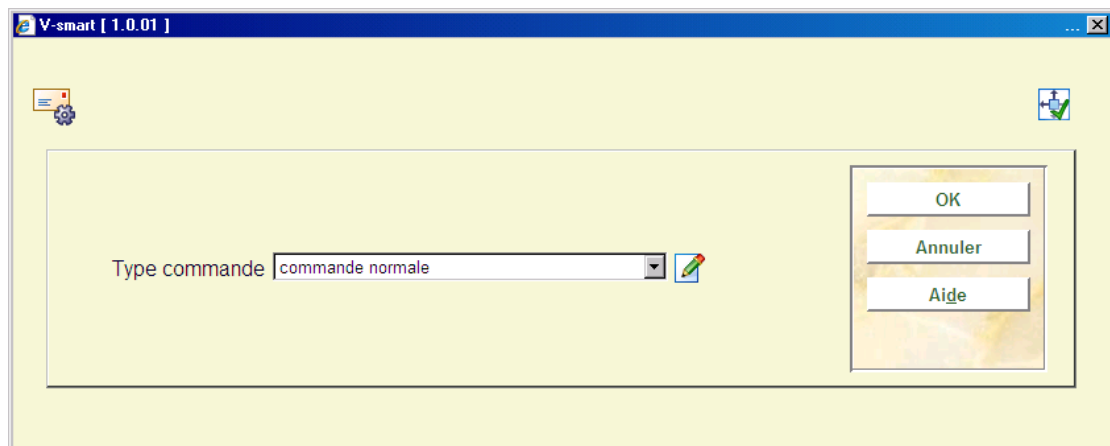 V-smart [ 1.0.01 ]
...
OK
Annuler
Type commande commande normale
Aide